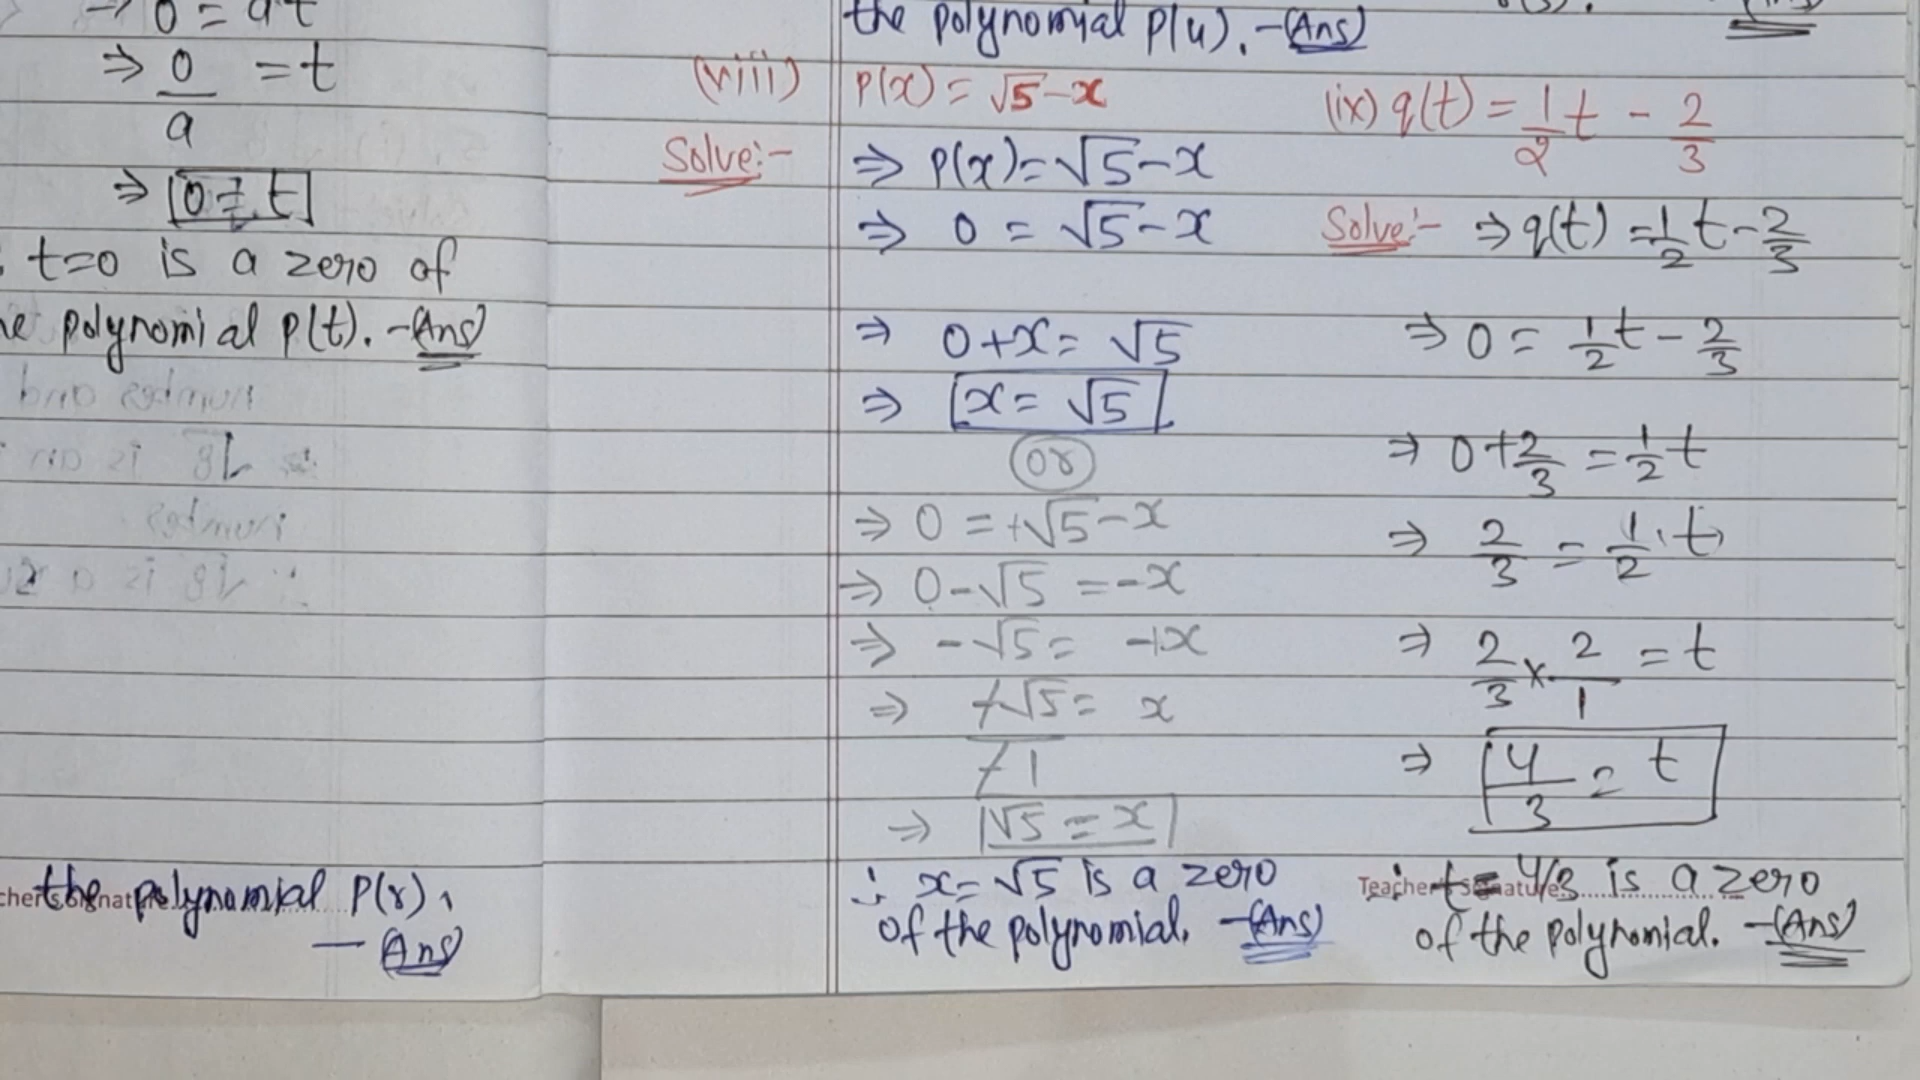 ⇒ 0 = at
⇒ 0/a = t
⇒ 0 = t
t=0 is a zero of
polynomial p(t). -(Ans)
the polynomial P(r).
— (Ans)
the polynomial P(u). -(Ans)
(viii) P(x) = √5-x
Solve:- ⇒ P(x) = √5-x
⇒ 0 = √5-x
⇒ 0+x = √5
⇒ x = √5
or
⇒ 0 = +√5-x
⇒ 0-√5 = -x
⇒ -√5 = -1x
⇒ -√5/-1 = x
⇒ √5 = x
∴ x=√5 is a zero
of the polynomial. -(Ans)
(ix) q(t) = 1/2 t - 2/3
Solve:- ⇒ q(t) = 1/2 t - 2/3
⇒ 0 = 1/2 t - 2/3
⇒ 0+2/3 = 1/2 t
⇒ 2/3 = 1/2 . t
⇒ 2/3 × 2/1 = t
⇒ 4/3 = t
∴ t = 4/3 is a zero
of the polynomial. -(Ans)
Teacher's Signature